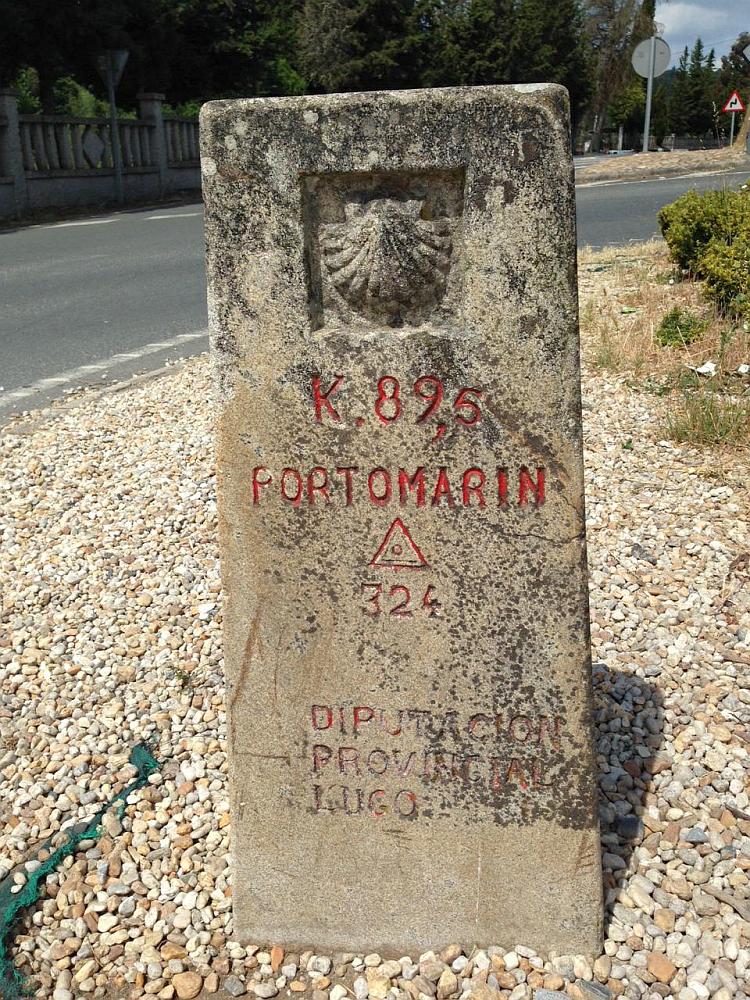 K.89,5
PORTOMARIN
324
DIPUTACION
PROVINCIAL
LUGO